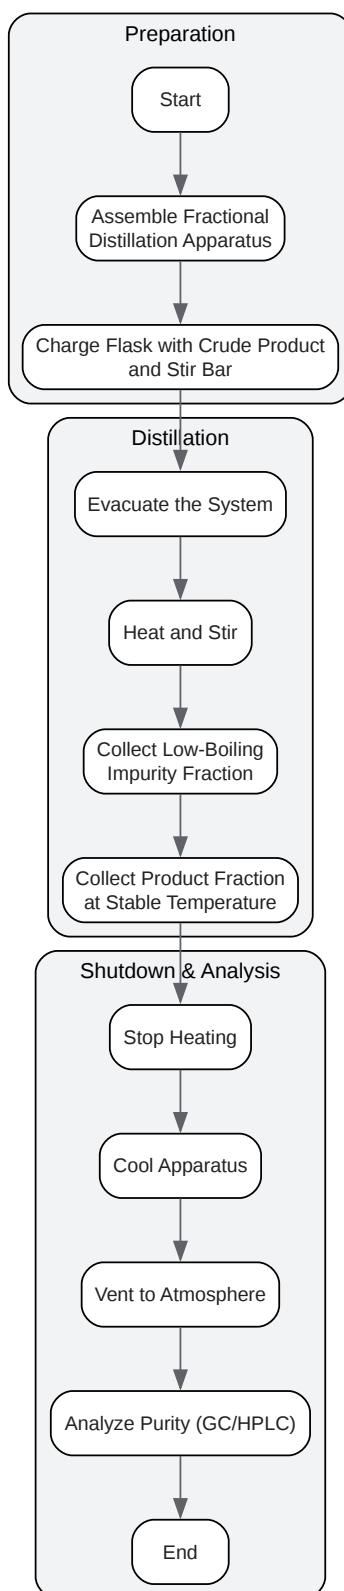 Preparation
Start
Assemble Fractional
Distillation Apparatus
Charge Flask with Crude Product
and Stir Bar
Distillation
Evacuate the System
Heat and Stir
Collect Low-Boiling
Impurity Fraction
Collect Product Fraction
at Stable Temperature
Shutdown & Analysis
Stop Heating
Cool Apparatus
Vent to Atmosphere
Analyze Purity (GC/HPLC)
End